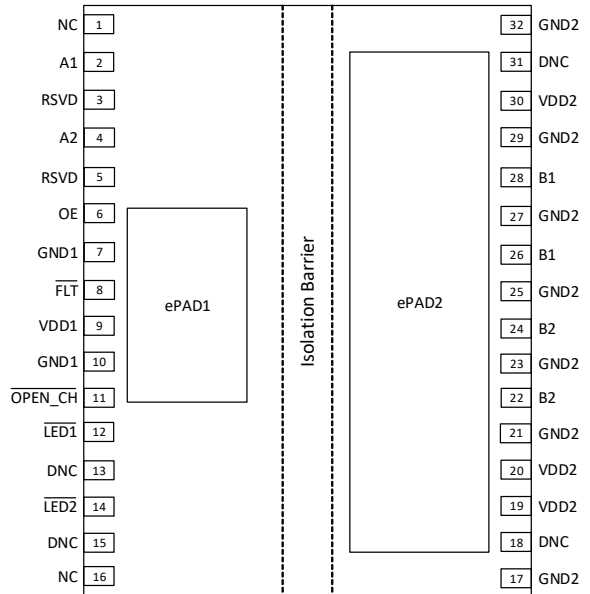 NC 1 32 GND2
A1 2 31 DNC
RSVD 3 30 VDD2
A2 4 29 GND2
RSVD 5 28 B1
OE 6 27 GND2
GND1 7 26 B1
FLT 8 25 GND2
ePAD1 Isolation Barrier ePAD2
VDD1 9 24 B2
GND1 10 23 GND2
OPEN_CH 11 22 B2
LED1 12 21 GND2
DNC 13 20 VDD2
LED2 14 19 VDD2
DNC 15 18 DNC
NC 16 17 GND2